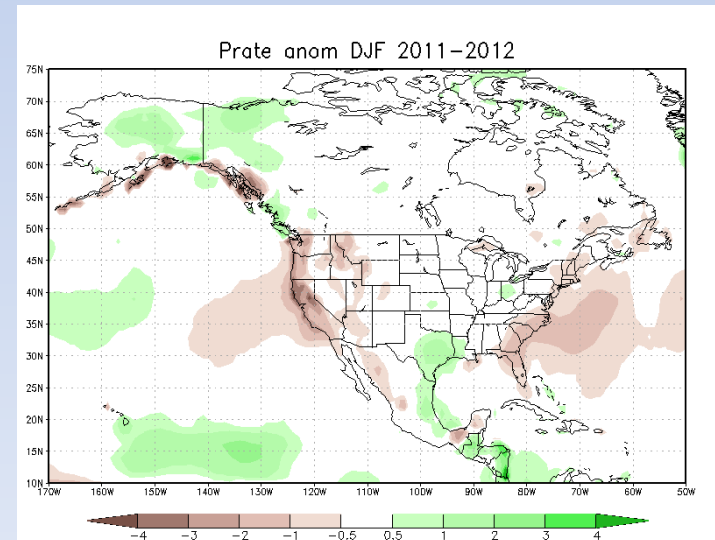 Prate anom DJF 2011-2012
75N
70N
65N
60N
55N
50N
45N
40N
35N
30N
25N
20N
15N
10N
170W 160W 150W 140W 130W 120W 110W 100W 90W 80W 70W 60W 50W
-4 -3 -2 -1 -0.5 0.5 1 2 3 4